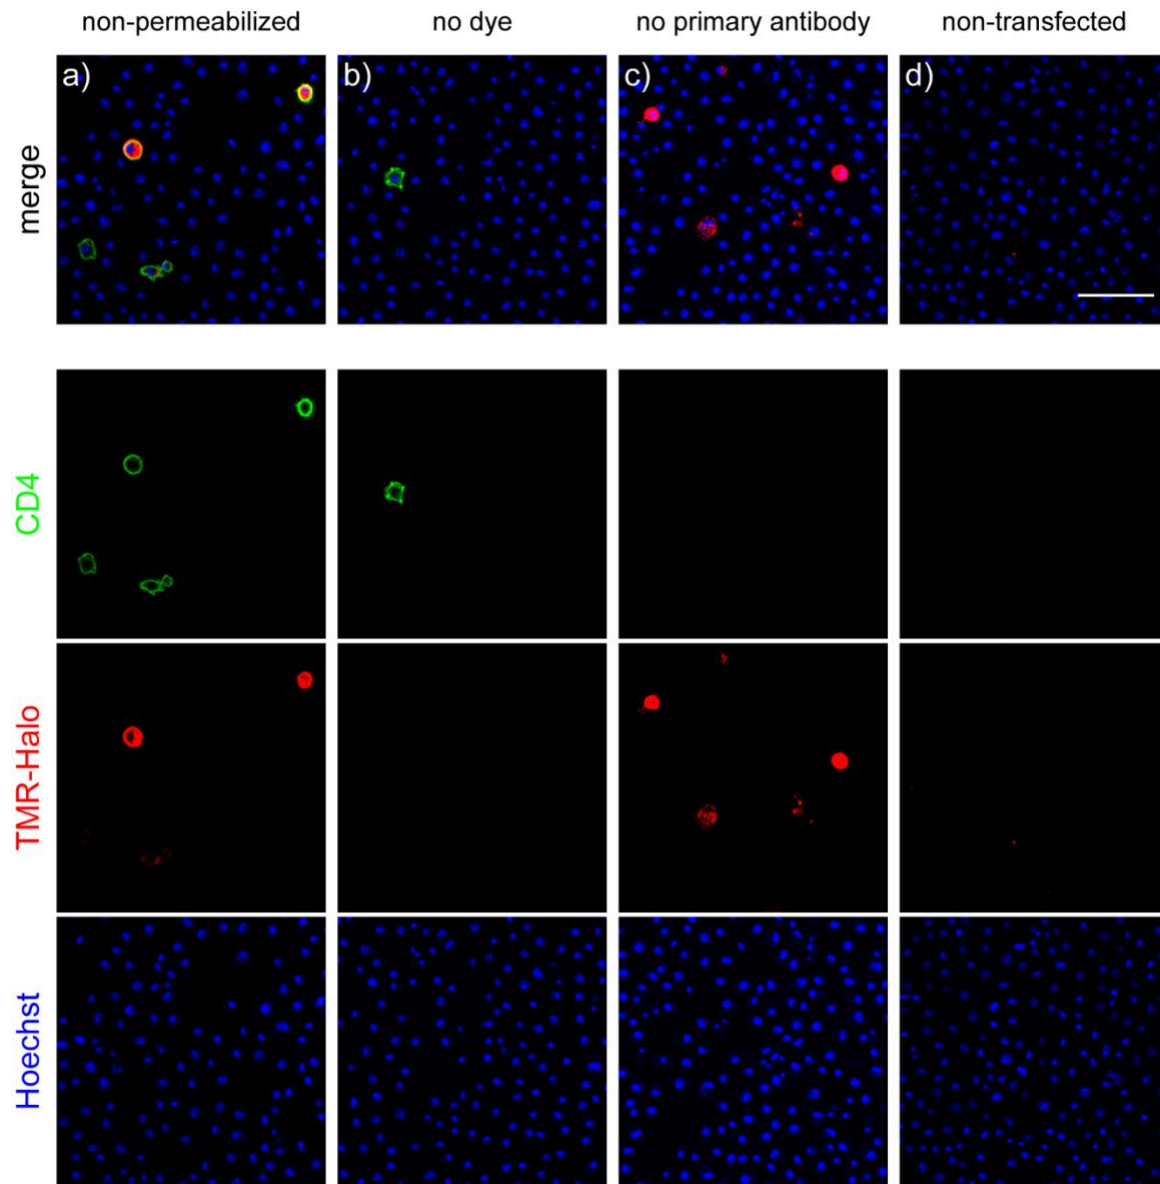 non-permeabilized
no dye
no primary antibody
non-transfected
merge
a)
b)
c)
d)
CD4
TMR-Halo
Hoechst